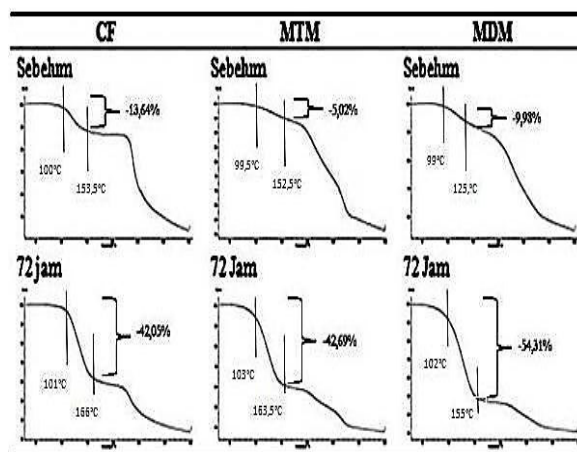 CF MTM MDM
Sebelum Sebelum Sebelum
-13,64% -5,02% -9,98%
100°C 153,5°C 99,5°C 152,5°C 99°C 125,°C
72 jam 72 Jam 72 Jam
-42,05% -42,69% -54,31%
101°C 166°C 103°C 163,5°C 102°C 155°C